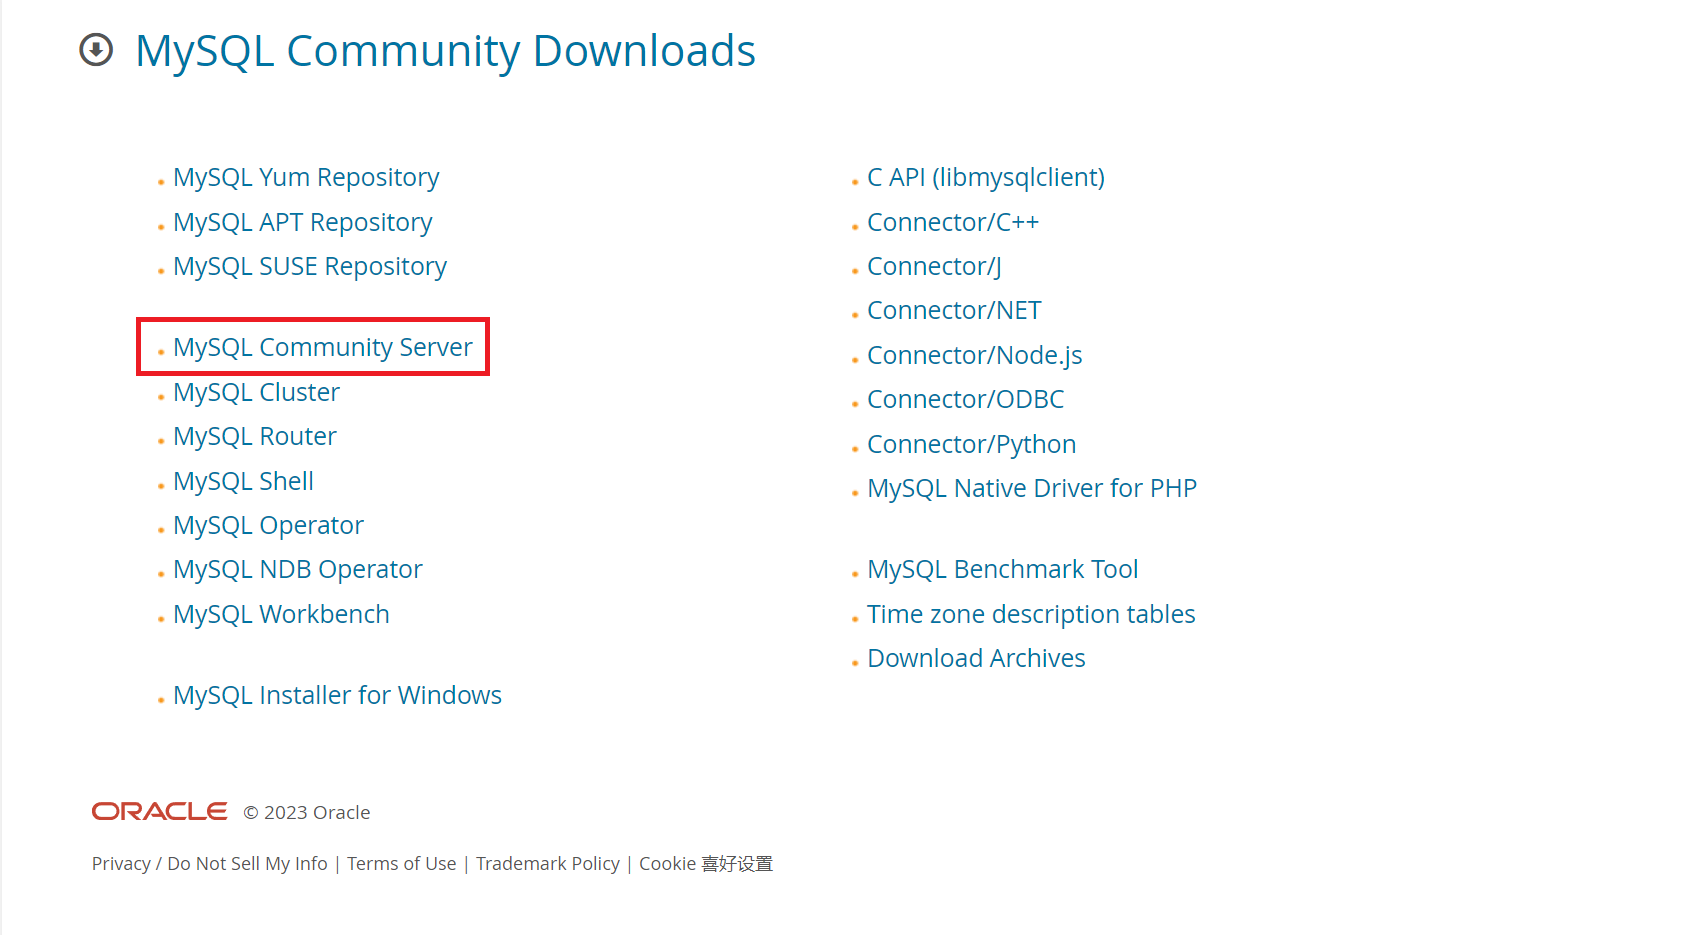 MySQL Community Downloads
MySQL Yum Repository
MySQL APT Repository
MySQL SUSE Repository
MySQL Community Server
MySQL Cluster
MySQL Router
MySQL Shell
MySQL Operator
MySQL NDB Operator
MySQL Workbench
MySQL Installer for Windows
C API (libmysqlclient)
Connector/C++
Connector/J
Connector/NET
Connector/Node.js
Connector/ODBC
Connector/Python
MySQL Native Driver for PHP
MySQL Benchmark Tool
Time zone description tables
Download Archives
ORACLE © 2023 Oracle
Privacy / Do Not Sell My Info | Terms of Use | Trademark Policy | Cookie 喜好设置